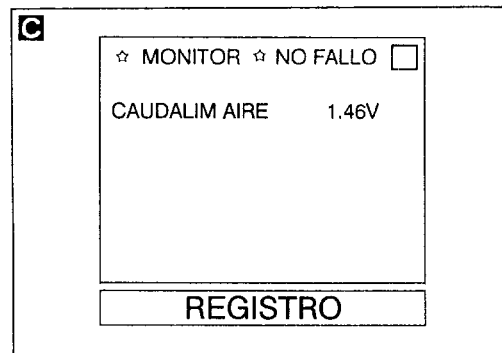 C
☆ MONITOR ☆ NO FALLO □
CAUDALIM AIRE 1.46V
REGISTRO